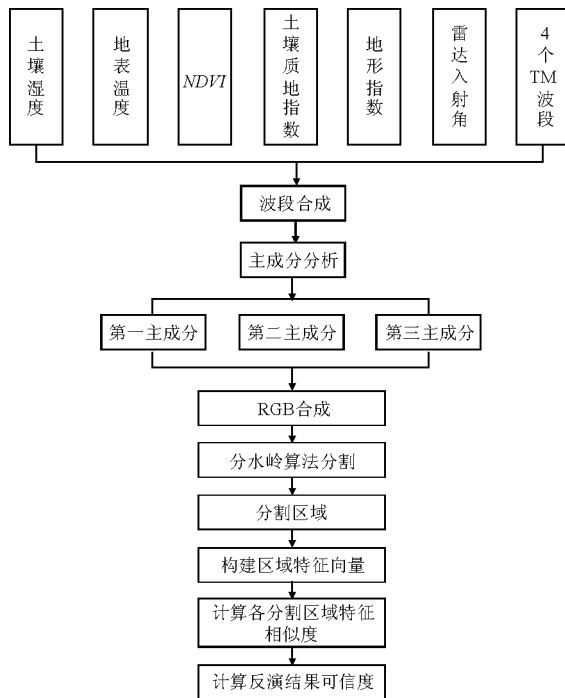 土壤湿度
地表温度
NDVI
土壤质地指数
地形指数
雷达入射角
4个TM波段
波段合成
主成分分析
第一主成分
第二主成分
第三主成分
RGB合成
分水岭算法分割
分割区域
构建区域特征向量
计算各分割区域特征
相似度
计算反演结果可信度